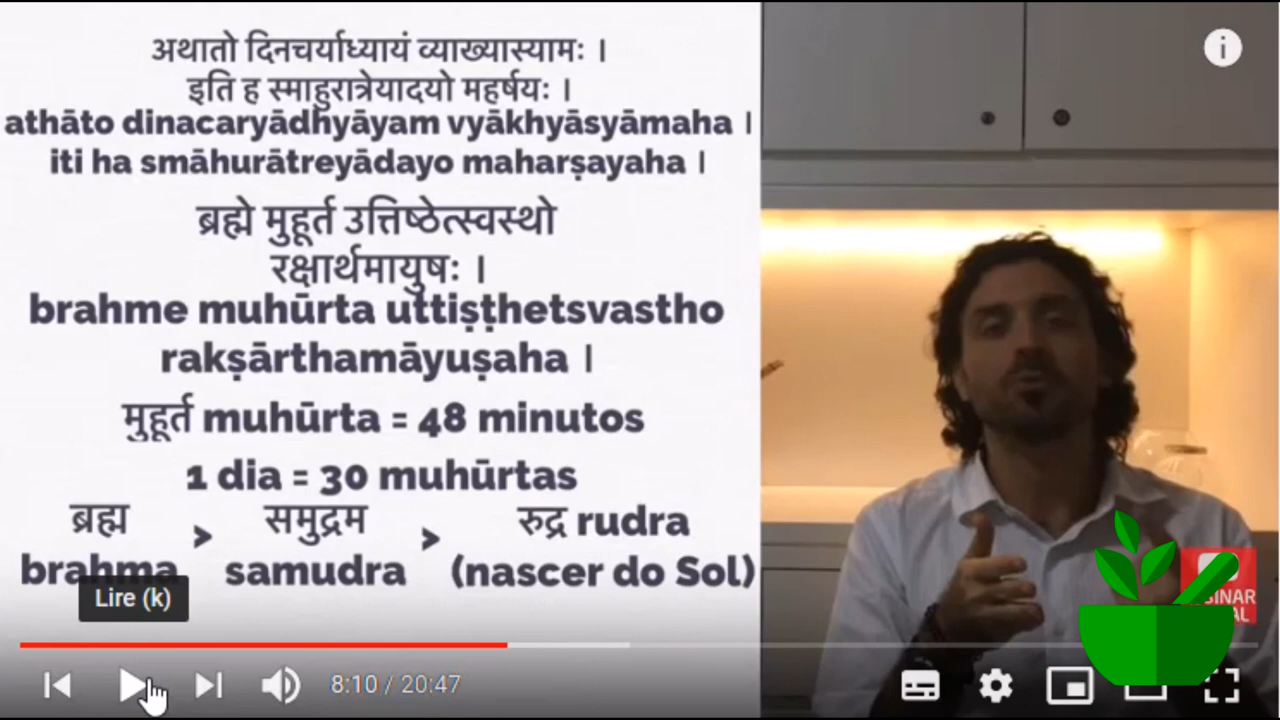 अथातो दिनचर्याध्यायं व्याख्यास्यामः ।
इति ह स्माहुरात्रेयादयो महर्षयः ।
athāto dinacaryādhyāyam vyākhyāsyāmaha ।
iti ha smāhurātreyādayo maharṣayaha ।
ब्रह्मे मुहूर्त उत्तिष्ठेत्स्वस्थो
रक्षार्थमायुषः ।
brahme muhūrta uttiṣṭhetsvastho
rakṣārthamāyuṣaha ।
मुहूर्त muhūrta = 48 minutos
1 dia = 30 muhūrtas
ब्रह्म > समुद्रम > रुद्र rudra
brahma samudra (nascer do Sol)
Lire (k)
8:10 / 20:47